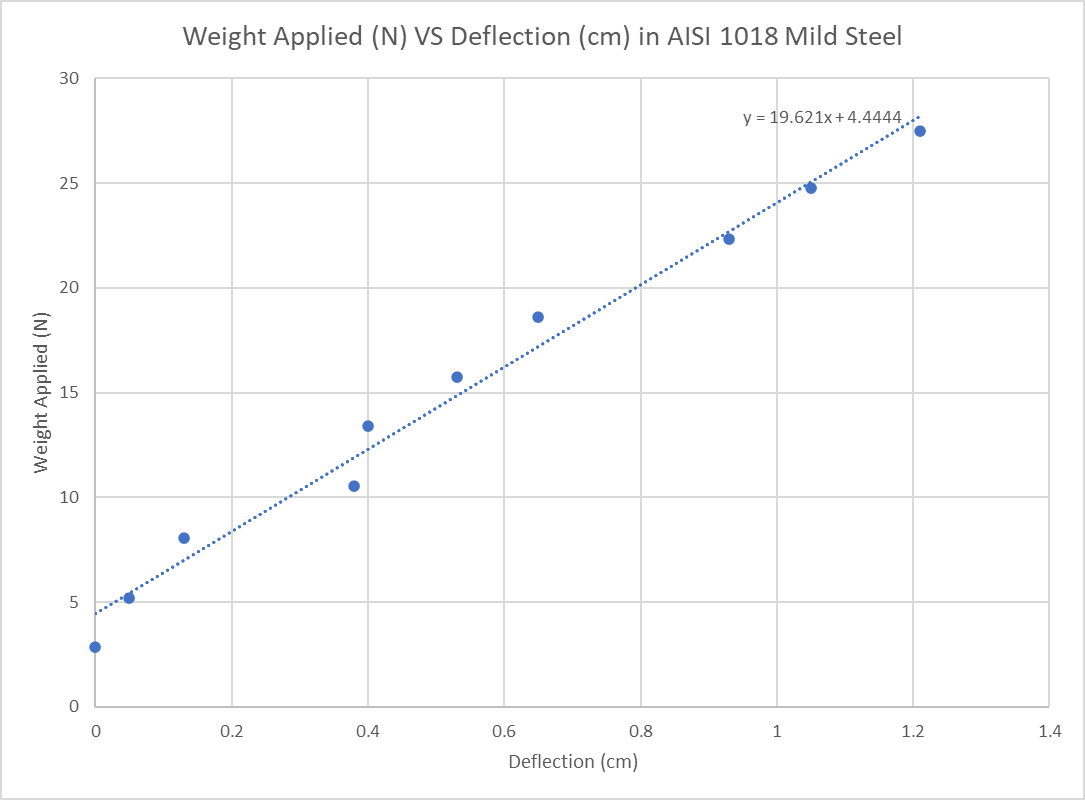 Weight Applied (N) VS Deflection (cm) in AISI 1018 Mild Steel
30
y = 19.621x + 4.4444
25
20
Weight Applied (N)
15
10
5
0
0 0.2 0.4 0.6 0.8 1 1.2 1.4
Deflection (cm)